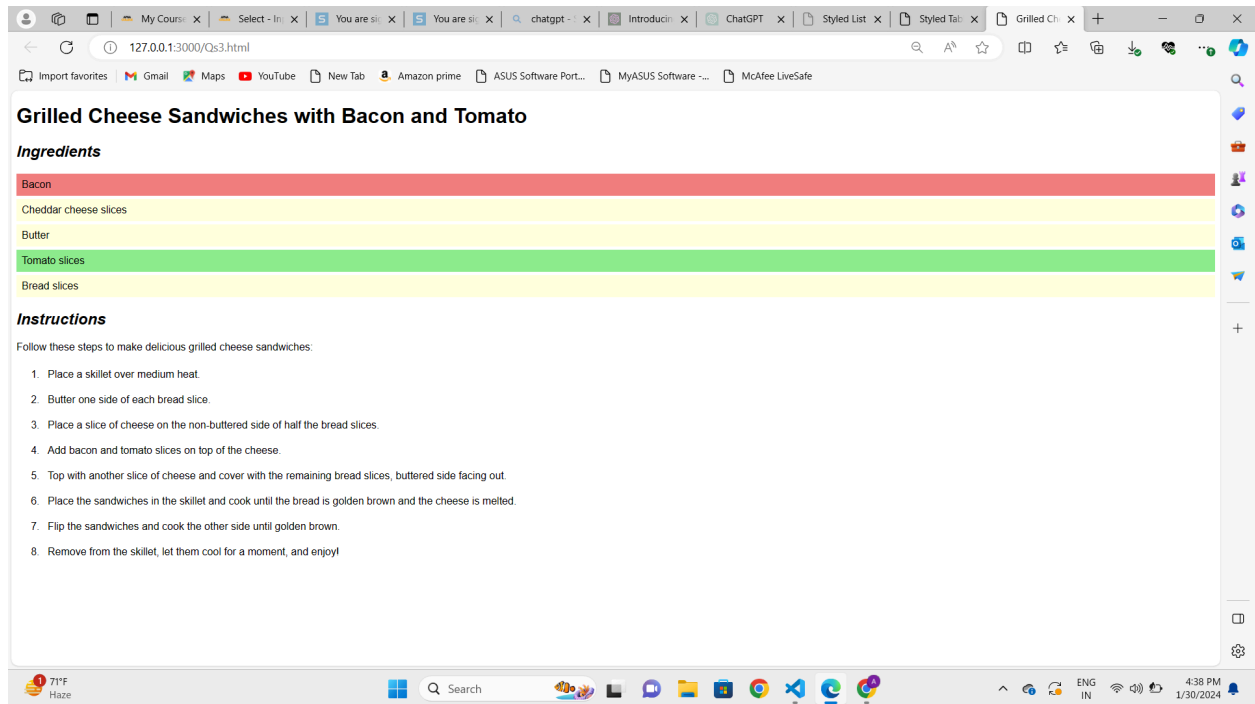 My Course
Select - In
You are sig
You are sig
chatgpt -
Introducin
ChatGPT
Styled List
Styled Tab
Grilled Ch
127.0.0.1:3000/Qs3.html
Import favorites
Gmail
Maps
YouTube
New Tab
Amazon prime
ASUS Software Port...
MyASUS Software -...
McAfee LiveSafe
Grilled Cheese Sandwiches with Bacon and Tomato
Ingredients
Bacon
Cheddar cheese slices
Butter
Tomato slices
Bread slices
Instructions
Follow these steps to make delicious grilled cheese sandwiches:
1. Place a skillet over medium heat.
2. Butter one side of each bread slice.
3. Place a slice of cheese on the non-buttered side of half the bread slices.
4. Add bacon and tomato slices on top of the cheese.
5. Top with another slice of cheese and cover with the remaining bread slices, buttered side facing out.
6. Place the sandwiches in the skillet and cook until the bread is golden brown and the cheese is melted.
7. Flip the sandwiches and cook the other side until golden brown.
8. Remove from the skillet, let them cool for a moment, and enjoy!
1
71°F
Haze
Search
ENG
IN
4:38 PM
1/30/2024